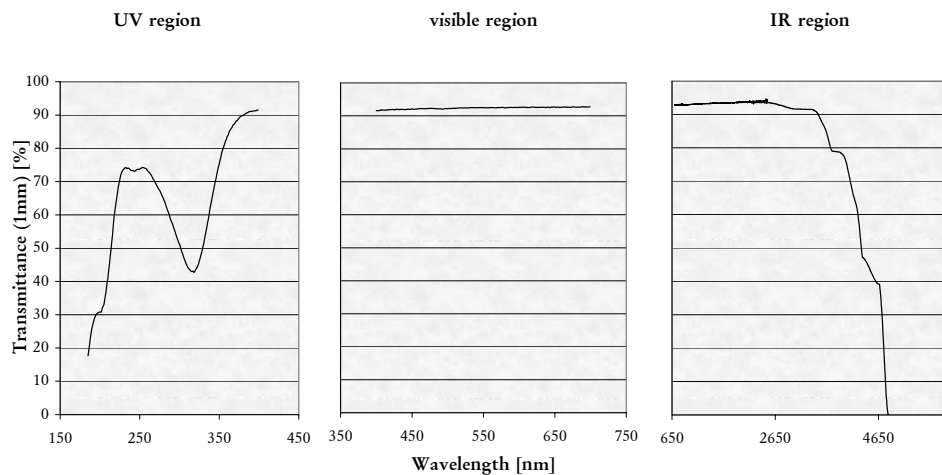 UV region
visible region
IR region
Transmittance (1mm) [%]
100
90
80
70
60
50
40
30
20
10
0
150 250 350 450
350 450 550 650 750
650 2650 4650
Wavelength [nm]